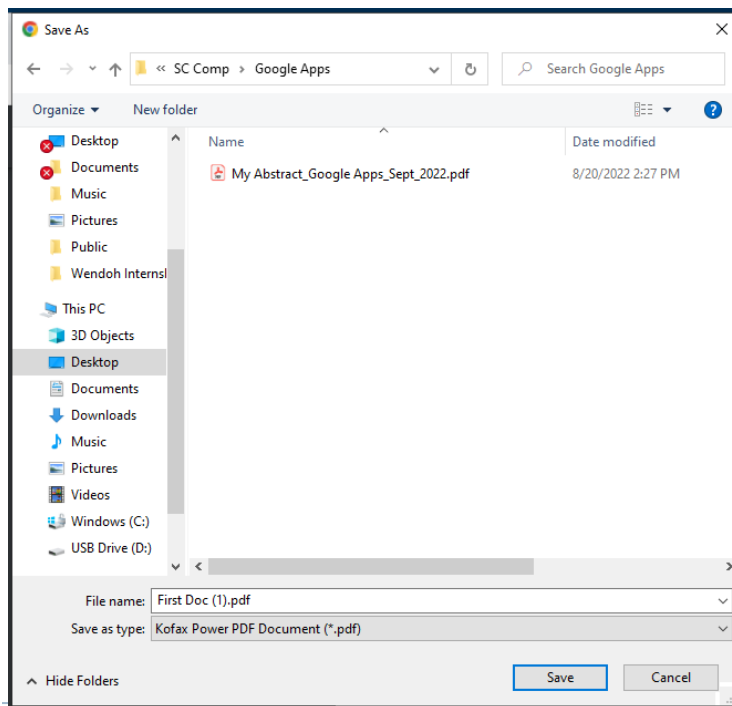 Save As
« SC Comp > Google Apps
Search Google Apps
Organize
New folder
Name
Date modified
My Abstract_Google Apps_Sept_2022.pdf
8/20/2022 2:27 PM
Desktop
Documents
Music
Pictures
Public
Wendoh Internsl
This PC
3D Objects
Desktop
Documents
Downloads
Music
Pictures
Videos
Windows (C:)
USB Drive (D:)
File name: First Doc (1).pdf
Save as type: Kofax Power PDF Document (*.pdf)
Hide Folders
Save
Cancel